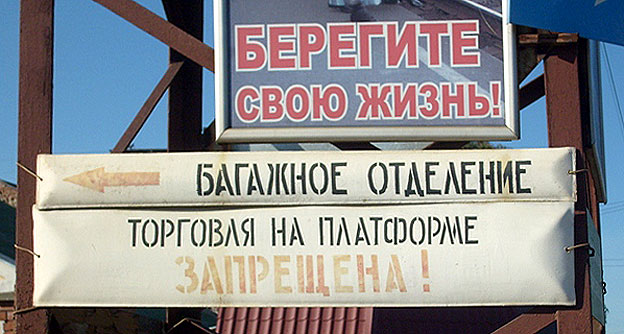 БЕРЕГИТЕ
СВОЮ ЖИЗНЬ!
БАГАЖНОЕ ОТДЕЛЕНИЕ
ТОРГОВЛЯ НА ПЛАТФОРМЕ
ЗАПРЕЩЕНА!